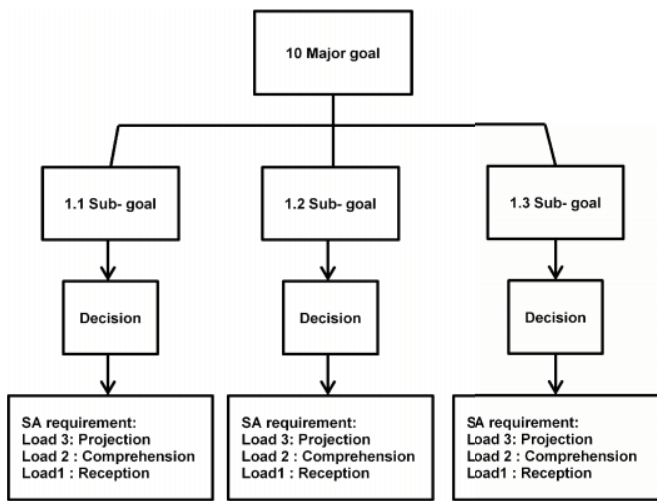 10 Major goal
1.1 Sub- goal
1.2 Sub- goal
1.3 Sub- goal
Decision
Decision
Decision
SA requirement:
Load 3: Projection
Load 2 : Comprehension
Load1 : Reception
SA requirement:
Load 3: Projection
Load 2 : Comprehension
Load1 : Reception
SA requirement:
Load 3: Projection
Load 2 : Comprehension
Load1 : Reception